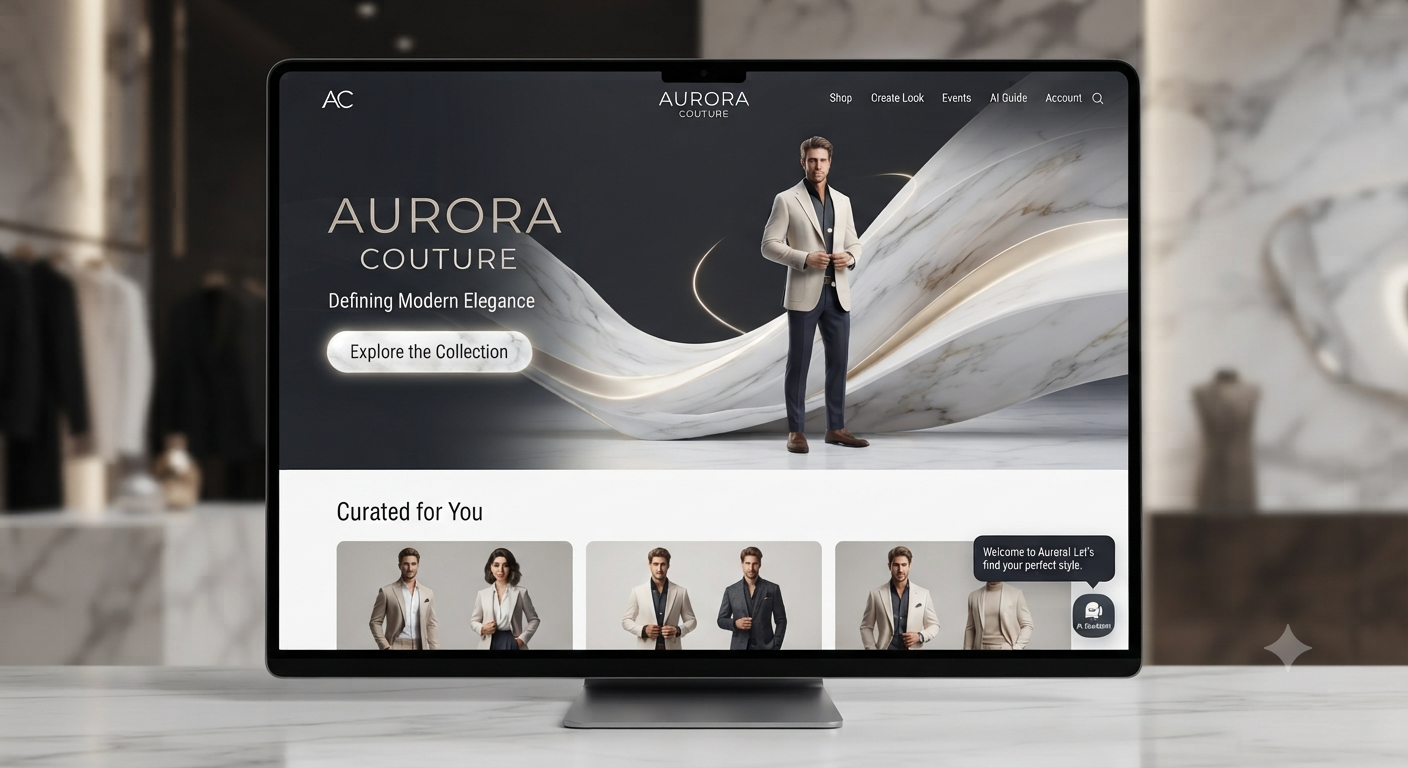 AC
AURORA
COUTURE
Shop
Create Look
Events
AI Guide
Account
AURORA
COUTURE
Defining Modern Elegance
Explore the Collection
Curated for You
Welcome to Aureral Let's
find your perfect style.